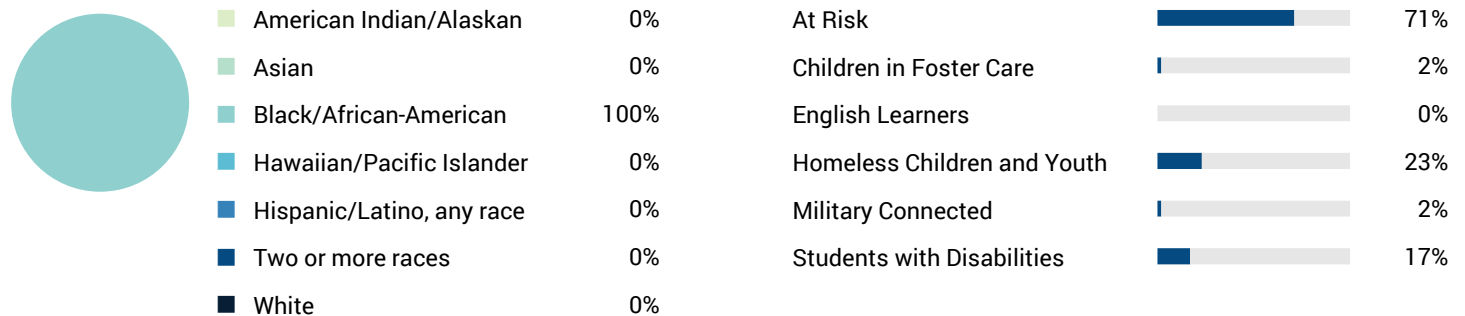 American Indian/Alaskan 0%
Asian 0%
Black/African-American 100%
Hawaiian/Pacific Islander 0%
Hispanic/Latino, any race 0%
Two or more races 0%
White 0%
At Risk 71%
Children in Foster Care 2%
English Learners 0%
Homeless Children and Youth 23%
Military Connected 2%
Students with Disabilities 17%